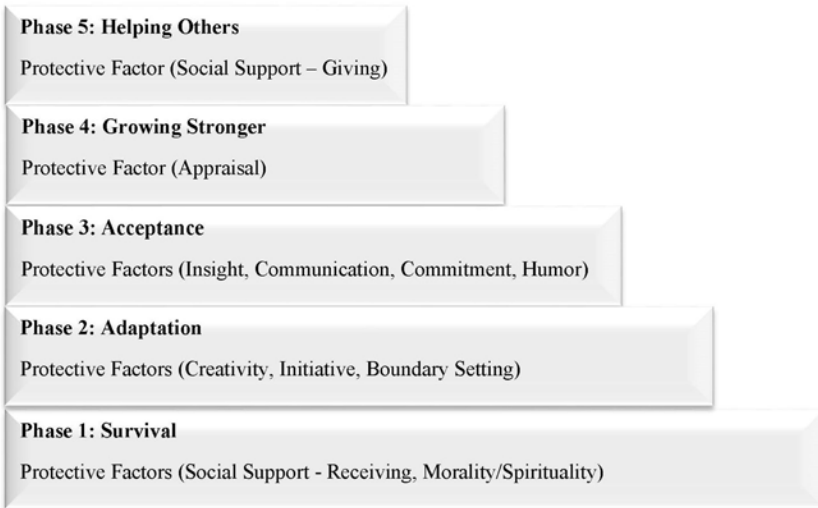 Phase 5: Helping Others
Protective Factor (Social Support – Giving)
Phase 4: Growing Stronger
Protective Factor (Appraisal)
Phase 3: Acceptance
Protective Factors (Insight, Communication, Commitment, Humor)
Phase 2: Adaptation
Protective Factors (Creativity, Initiative, Boundary Setting)
Phase 1: Survival
Protective Factors (Social Support - Receiving, Morality/Spirituality)